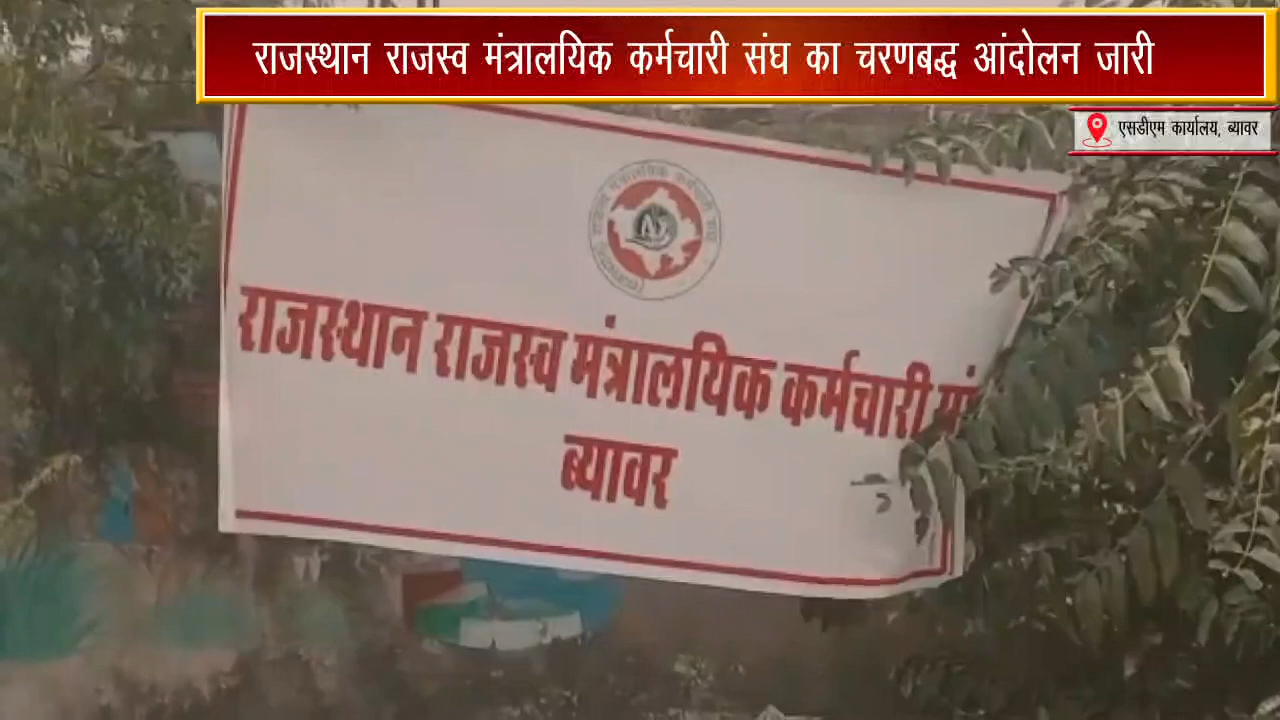 राजस्थान राजस्व मंत्रालयिक कर्मचारी संघ का चरणबद्ध आंदोलन जारी
एसडीएम कार्यालय, ब्यावर
राजस्थान राजस्व मंत्रालयिक कर्मचारी
ब्यावर